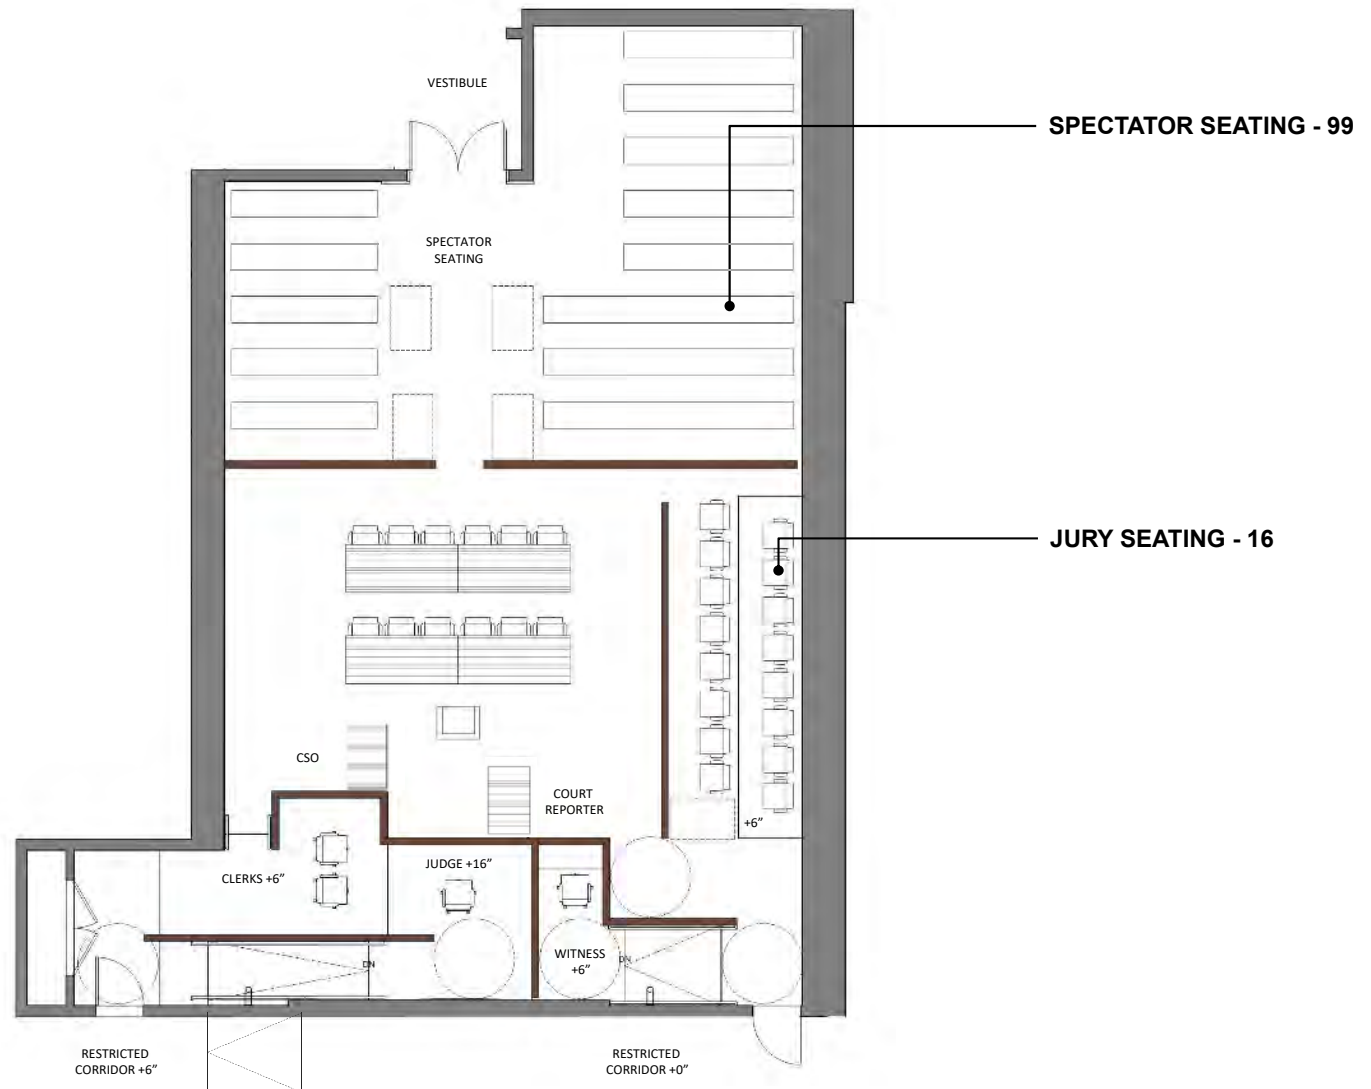 VESTIBULE
SPECTATOR SEATING - 99
SPECTATOR
SEATING
JURY SEATING - 16
CSO
COURT
REPORTER
+6”
CLERKS +6”
JUDGE +16”
WITNESS
+6”
DN
DN
RESTRICTED
CORRIDOR +6”
RESTRICTED
CORRIDOR +0”